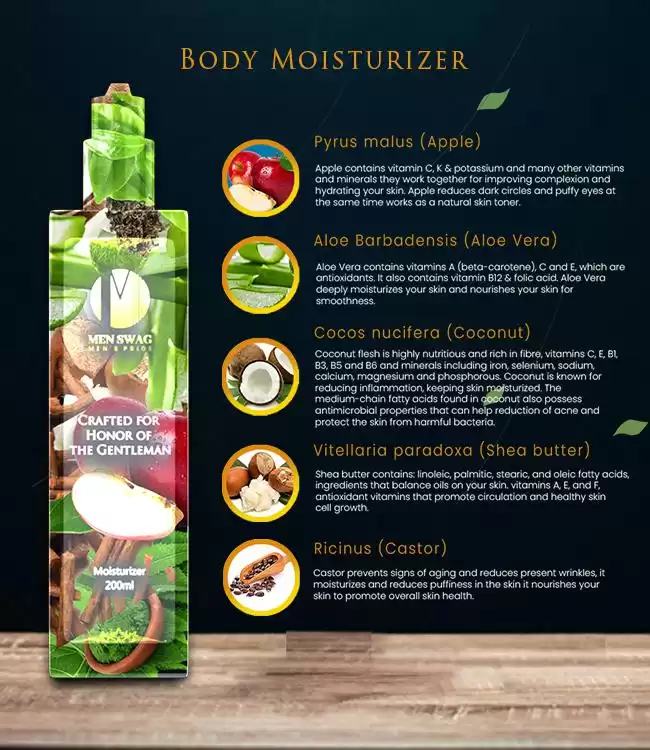 BODY MOISTURIZER
Pyrus malus (Apple)
Apple contains vitamin C, K & potassium and many other vitamins
and minerals they work together for improving complexion and
hydrating your skin. Apple reduces dark circles and puffy eyes at
the same time works as a natural skin toner.
Aloe Barbadensis (Aloe Vera)
Aloe Vera contains vitamins A (beta-carotene), C and E, which are
antioxidants. It also contains vitamin B12 & folic acid. Aloe Vera
deeply moisturizes your skin and nourishes your skin for
smoothness.
Cocos nucifera (Coconut)
Coconut flesh is highly nutritious and rich in fibre, vitamins C, E, B1,
B3, B5 and B6 and minerals including iron, selenium, sodium,
calcium, magnesium and phosphorous. Coconut is known for
reducing inflammation, keeping skin moisturized. The
medium-chain fatty acids found in coconut also possess
antimicrobial properties that can help reduction of acne and
protect the skin from harmful bacteria.
Vitellaria paradoxa (Shea butter)
Shea butter contains: linoleic, palmitic, stearic, and oleic fatty acids,
ingredients that balance oils on your skin. vitamins A, E, and F,
antioxidant vitamins that promote circulation and healthy skin
cell growth.
Ricinus (Castor)
Castor prevents signs of aging and reduces present wrinkles, it
moisturizes and reduces puffiness in the skin it nourishes your
skin to promote overall skin health.
MEN SWAG
MEN'S PRIDE
CRAFTED FOR
HONOR OF
THE GENTLEMAN
Moisturizer
200ml